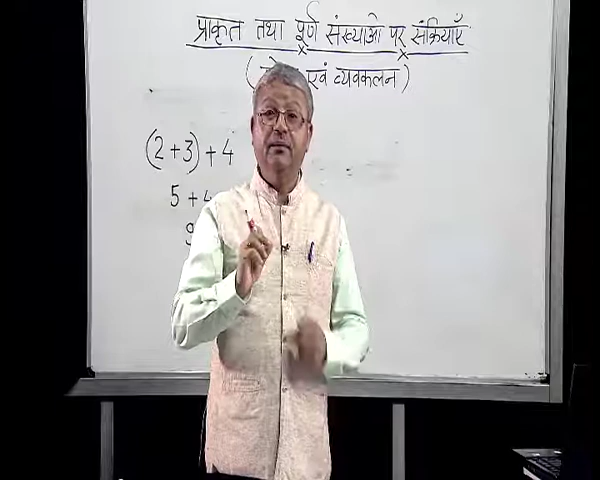 प्राकृत तथा पूर्ण संख्याओं पर संक्रियाएँ
एवं व्यवकलन)
(2+3)+4
5+4
9